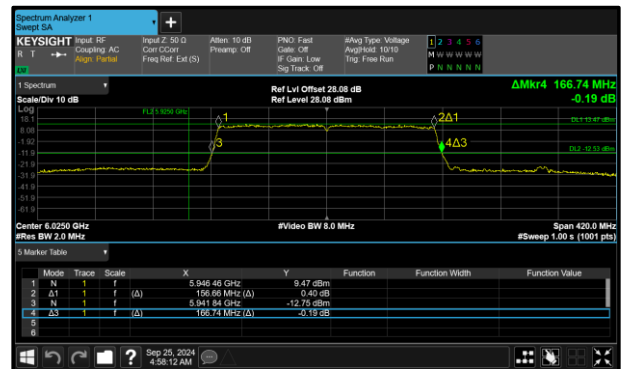 Spectrum Analyzer 1
Swept SA
KEYSIGHT Input: RF Input Z: 50 Ω Atten: 10 dB PNO: Fast #Avg Type: Voltage 1 2 3 4 5 6
R T Coupling: AC Corr CCorr Preamp: Off Gate: Off Avg|Hold: 10/10 M W W W W W
Align: Partial Freq Ref: Ext (S) IF Gain: Low Trig: Free Run
Sig Track: Off P N N N N N
1 Spectrum
Ref Lvl Offset 28.08 dB
ΔMkr4 166.74 MHz
Scale/Div 10 dB
Ref Level 28.08 dBm
-0.19 dB
Log
FL2 5.9250 GHz
18.1
1
2Δ1
DL1 13.47 dBm
8.08
-1.92
3
4Δ3
-11.9
DL2 -12.53 dBm
-21.9
-31.9
-41.9
-51.9
-61.9
Center 6.0250 GHz
#Video BW 8.0 MHz
Span 420.0 MHz
#Res BW 2.0 MHz
#Sweep 1.00 s (1001 pts)
5 Marker Table
Mode Trace Scale X Y Function Function Width Function Value
1 N 1 f 5.946 46 GHz 9.47 dBm
2 Δ1 1 f (Δ) 156.66 MHz (Δ) 0.40 dB
3 N 1 f 5.941 84 GHz -12.75 dBm
4 Δ3 1 f (Δ) 166.74 MHz (Δ) -0.19 dB
5
6
Sep 25, 2024
4:58:12 AM